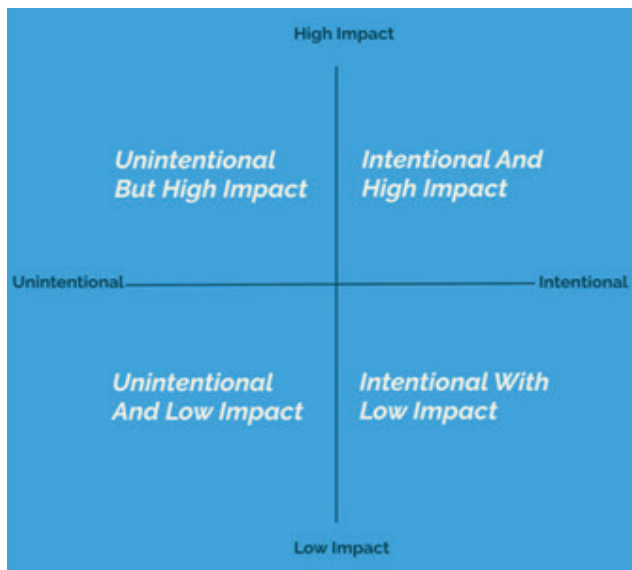 High Impact
Unintentional
But High Impact
Intentional And
High Impact
Unintentional
Intentional
Unintentional
And Low Impact
Intentional With
Low Impact
Low Impact